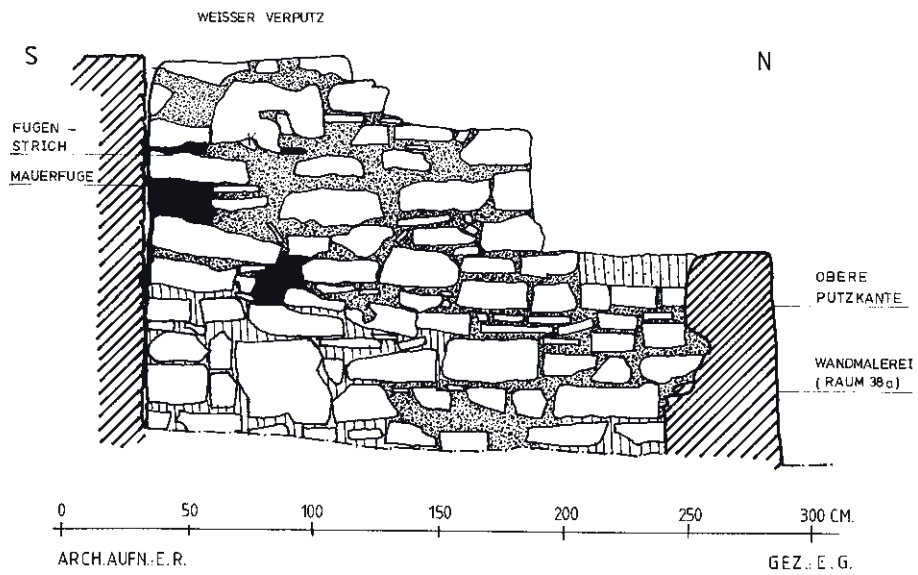 WEISSER VERPUTZ
S
N
FUGEN-
STRICH
MAUERFUGE
OBERE
PUTZKANTE
WANDMALEREI
(RAUM 38a)
0 50 100 150 200 250 300 CM.
ARCH.AUFN.: E.R.
GEZ.: E.G.